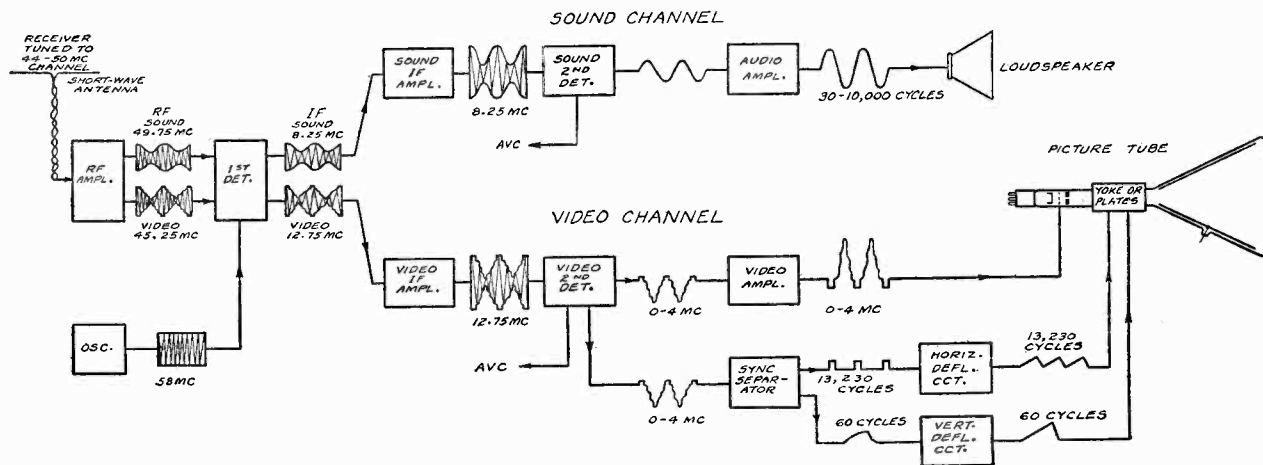 SOUND CHANNEL
RECEIVER
TUNED TO
44-50 MC
CHANNEL
SHORT-WAVE
ANTENNA
RF
SOUND
49.75 MC
IF
SOUND
8.25 MC
RF
AMPL.
1ST
DET.
VIDEO
45.25 MC
VIDEO
12.75 MC
OSC.
58 MC
SOUND
IF
AMPL.
8.25 MC
SOUND
2ND
DET.
AVC
AUDIO
AMPL.
30-10,000 CYCLES
LOUDSPEAKER
PICTURE TUBE
YOKE OR
PLATES
VIDEO CHANNEL
VIDEO
IF
AMPL.
12.75 MC
VIDEO
2ND
DET.
AVC
0-4 MC
VIDEO
AMPL.
0-4 MC
0-4 MC
SYNC
SEPAR-
ATOR
13,230
CYCLES
HORIZ-
DEFL.
CCT.
13,230
CYCLES
60 CYCLES
VERT-
DEFL.
CCT.
60 CYCLES